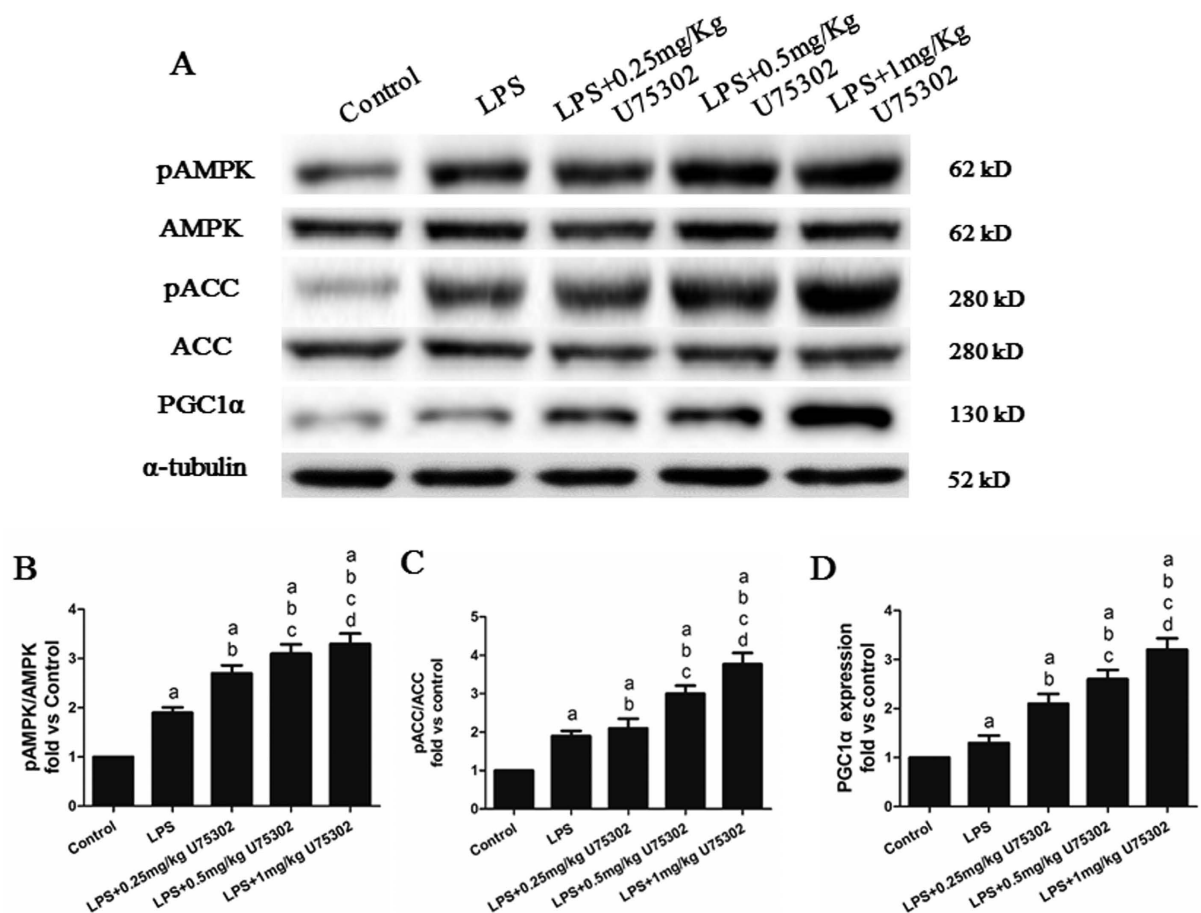 A
Control
LPS
LPS+0.25mg/Kg
U75302
LPS+0.5mg/Kg
U75302
LPS+1mg/Kg
U75302
pAMPK
62 kD
AMPK
62 kD
pACC
280 kD
ACC
280 kD
PGC1α
130 kD
α-tubulin
52 kD
B
pAMPK/AMPK
fold vs Control
4
3
2
1
0
a
a
b
a
b
c
a
b
c
d
Control
LPS
LPS+0.25mg/kg U75302
LPS+0.5mg/kg U75302
LPS+1mg/kg U75302
C
pACC/ACC
fold vs control
5
4
3
2
1
0
a
a
b
a
b
c
a
b
c
d
Control
LPS
LPS+0.25mg/kg U75302
LPS+0.5mg/kg U75302
LPS+1mg/kg U75302
D
PGC1α expression
fold vs control
4
3
2
1
0
a
a
b
a
b
c
a
b
c
d
Control
LPS
LPS+0.25mg/kg U75302
LPS+0.5mg/kg U75302
LPS+1mg/kg U75302